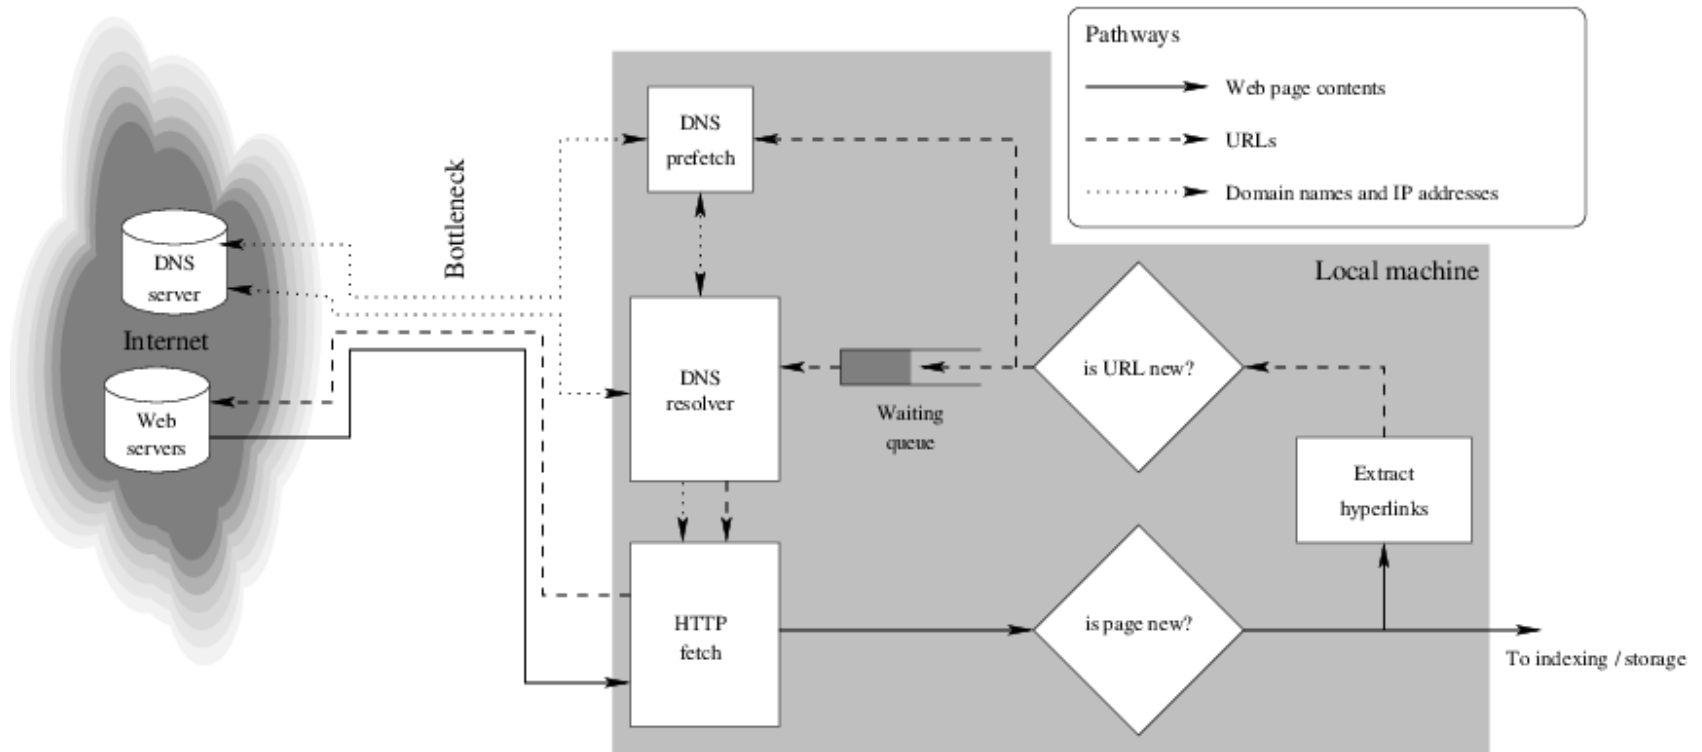 Pathways
Web page contents
URLs
Domain names and IP addresses
DNS
prefetch
Bottleneck
DNS
server
Internet
Web
servers
Local machine
DNS
resolver
Waiting
queue
is URL new?
Extract
hyperlinks
HTTP
fetch
is page new?
To indexing / storage